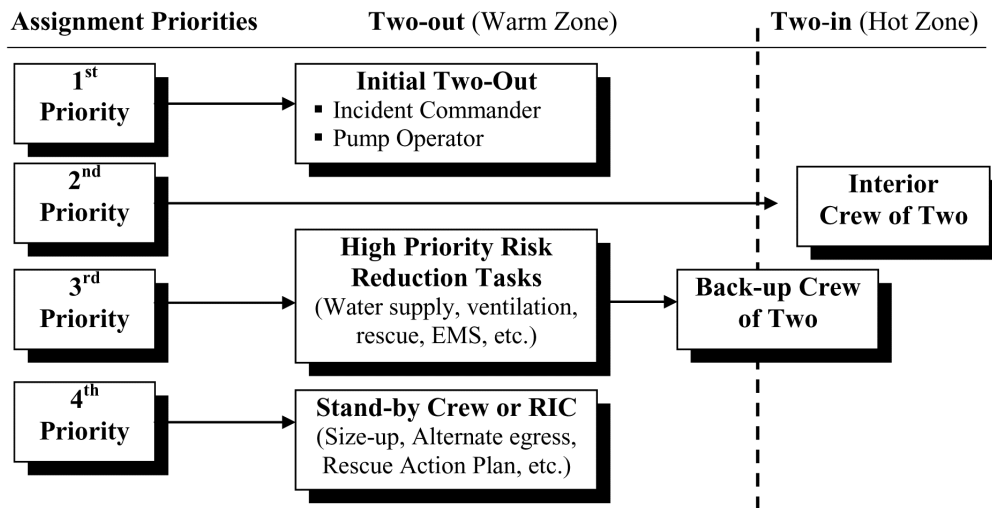 Assignment Priorities
Two-out (Warm Zone)
Two-in (Hot Zone)
1st
Priority
Initial Two-Out
▪ Incident Commander
▪ Pump Operator
2nd
Priority
Interior
Crew of Two
3rd
Priority
High Priority Risk
Reduction Tasks
(Water supply, ventilation,
rescue, EMS, etc.)
Back-up Crew
of Two
4th
Priority
Stand-by Crew or RIC
(Size-up, Alternate egress,
Rescue Action Plan, etc.)